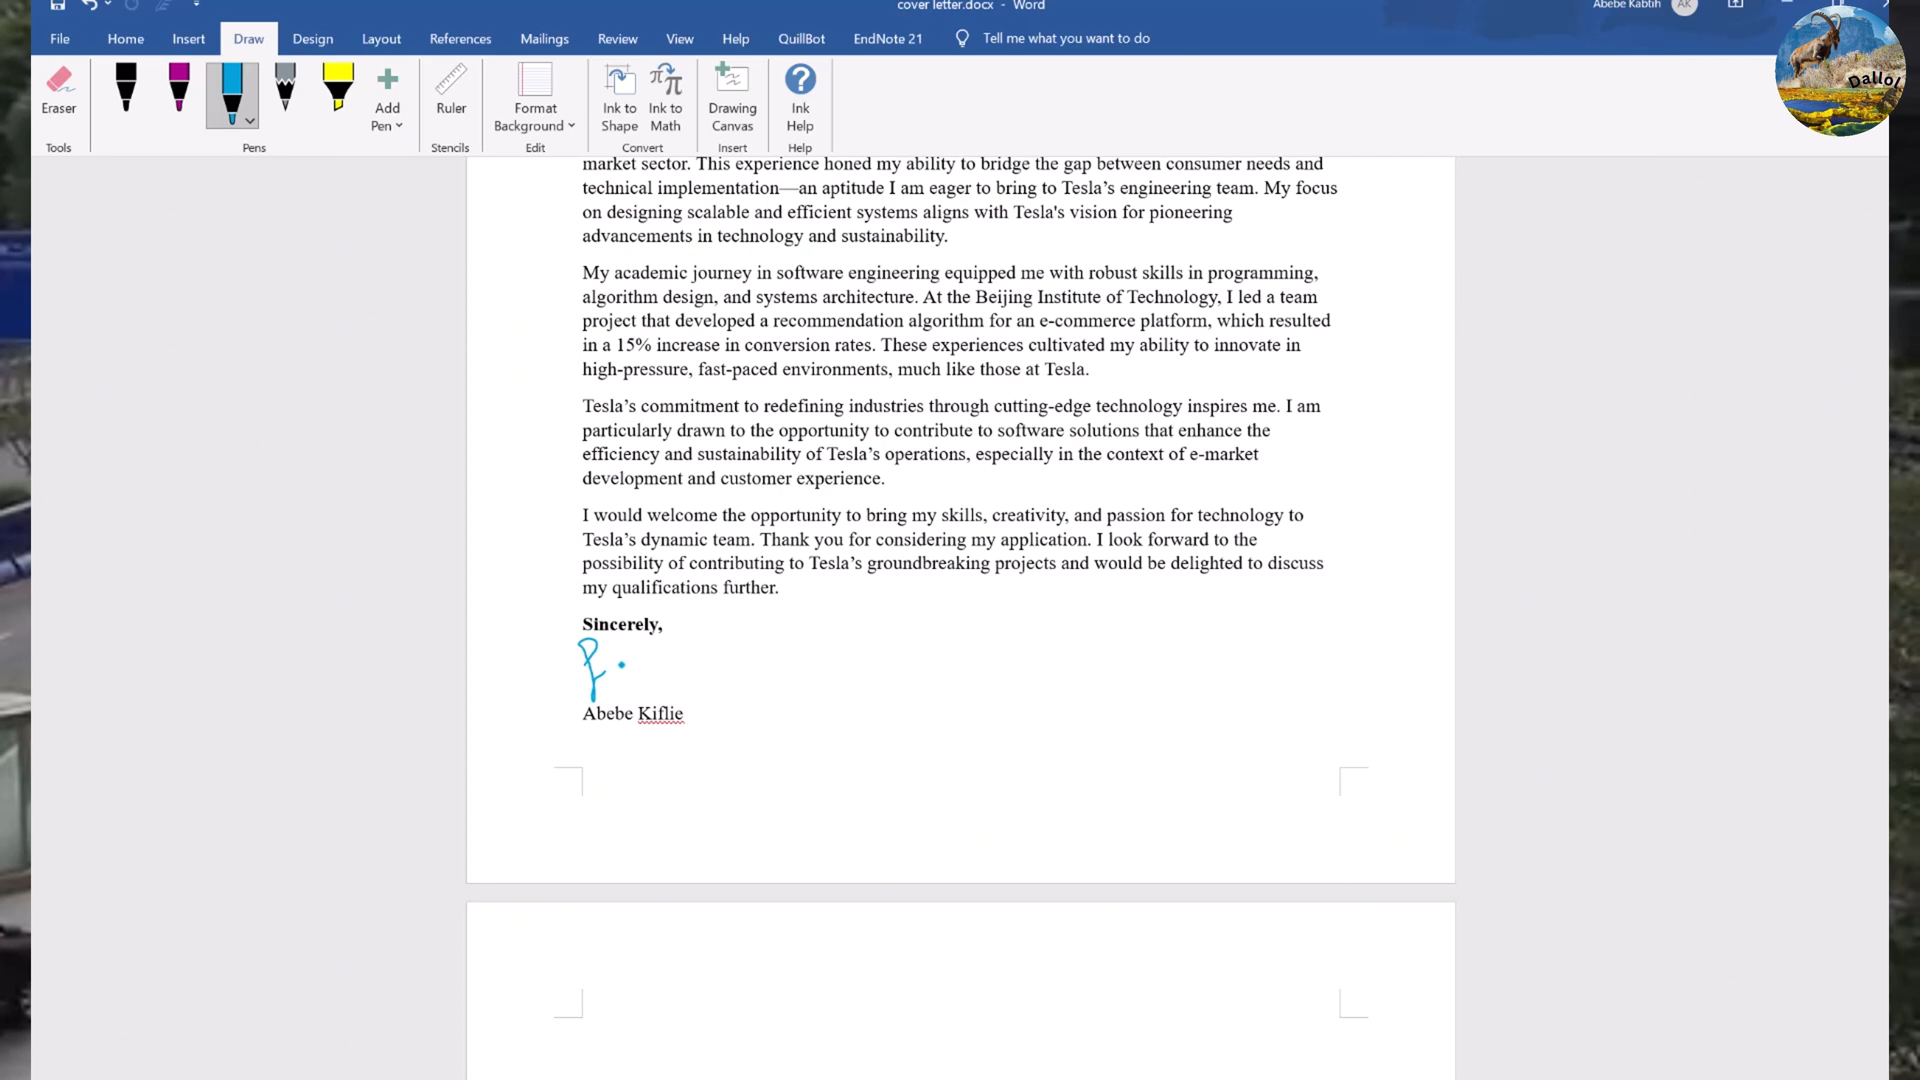 cover letter.docx - Word
Abebe Kabtih AK
File Home Insert Draw Design Layout References Mailings Review View Help QuillBot EndNote 21 Tell me what you want to do
Dallol
Eraser
Add Pen
Ruler
Format Background
Ink to Shape
Ink to Math
Drawing Canvas
Ink Help
Tools Pens Stencils Edit Convert Insert Help
market sector. This experience honed my ability to bridge the gap between consumer needs and
technical implementation—an aptitude I am eager to bring to Tesla’s engineering team. My focus
on designing scalable and efficient systems aligns with Tesla's vision for pioneering
advancements in technology and sustainability.
My academic journey in software engineering equipped me with robust skills in programming,
algorithm design, and systems architecture. At the Beijing Institute of Technology, I led a team
project that developed a recommendation algorithm for an e-commerce platform, which resulted
in a 15% increase in conversion rates. These experiences cultivated my ability to innovate in
high-pressure, fast-paced environments, much like those at Tesla.
Tesla’s commitment to redefining industries through cutting-edge technology inspires me. I am
particularly drawn to the opportunity to contribute to software solutions that enhance the
efficiency and sustainability of Tesla’s operations, especially in the context of e-market
development and customer experience.
I would welcome the opportunity to bring my skills, creativity, and passion for technology to
Tesla’s dynamic team. Thank you for considering my application. I look forward to the
possibility of contributing to Tesla’s groundbreaking projects and would be delighted to discuss
my qualifications further.
Sincerely,
Abebe Kiflie